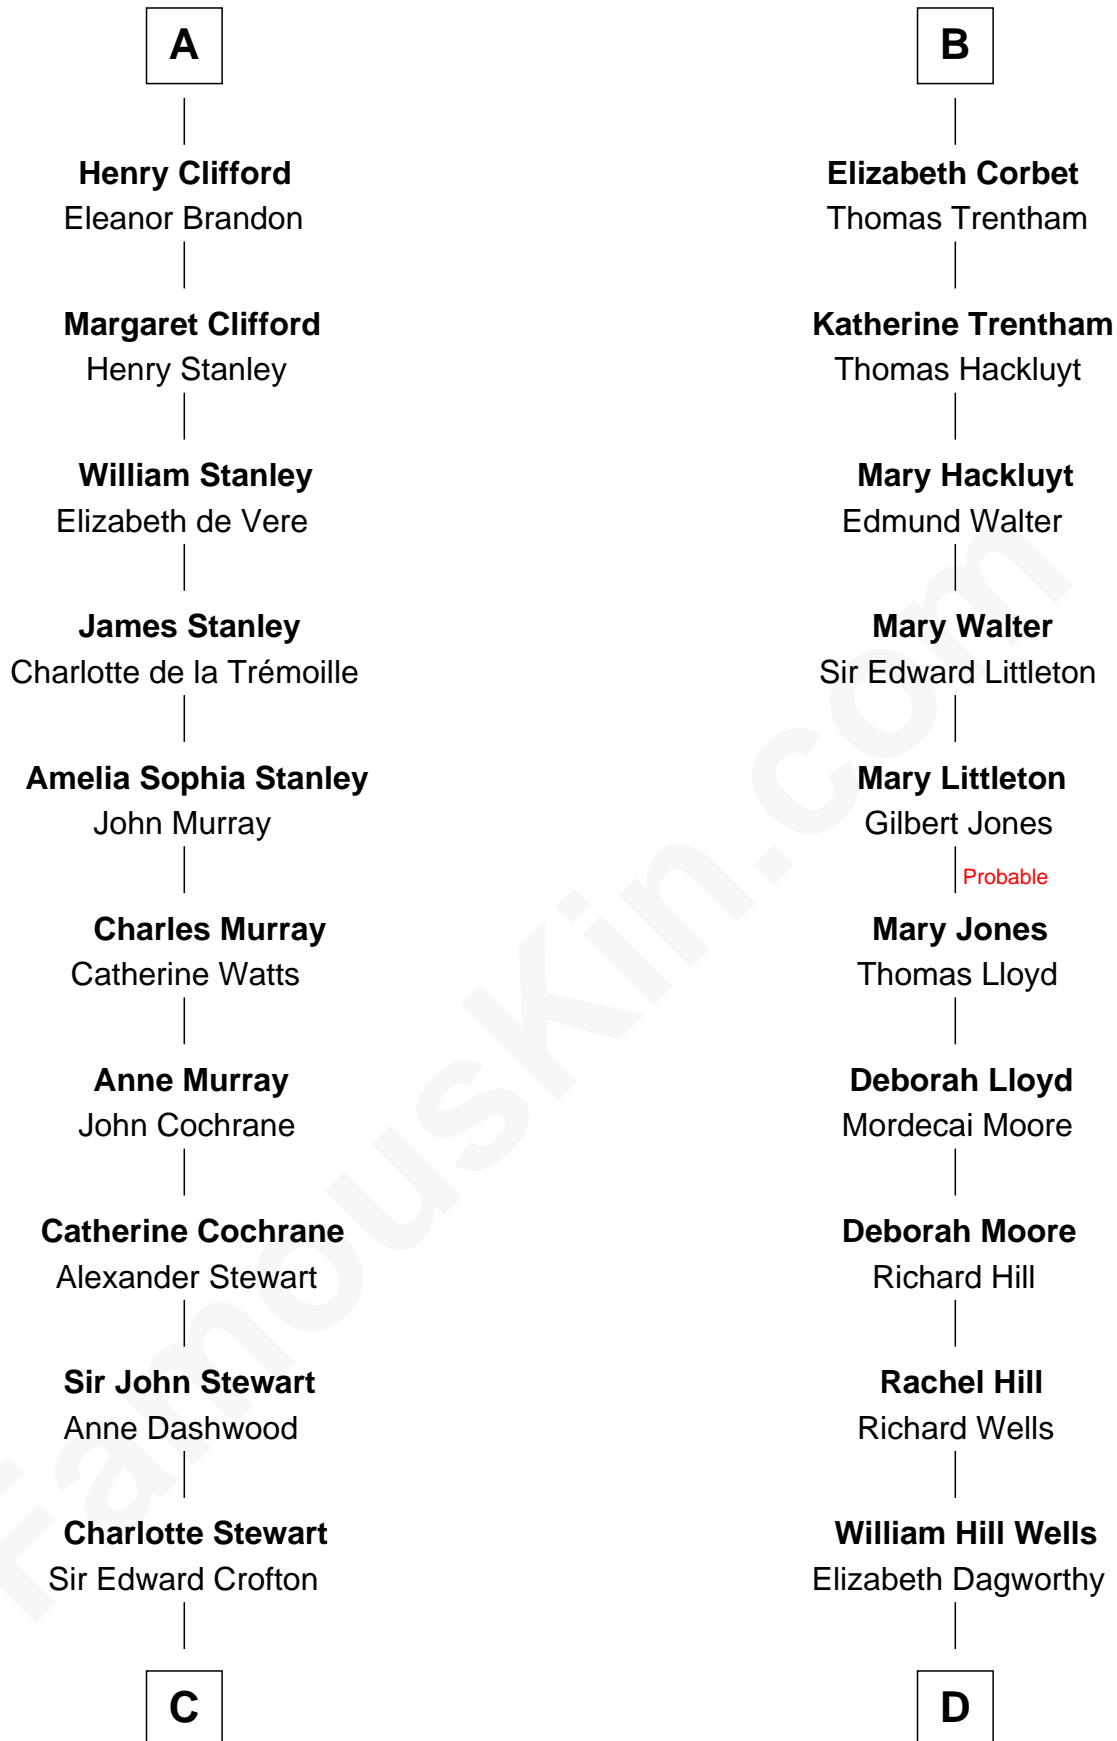 A
Henry Clifford
Eleanor Brandon
Margaret Clifford
Henry Stanley
William Stanley
Elizabeth de Vere
James Stanley
Charlotte de la Trémoille
Amelia Sophia Stanley
John Murray
Charles Murray
Catherine Watts
Anne Murray
John Cochrane
Catherine Cochrane
Alexander Stewart
Sir John Stewart
Anne Dashwood
Charlotte Stewart
Sir Edward Crofton
C
B
Elizabeth Corbet
Thomas Trentham
Katherine Trentham
Thomas Hackluyt
Mary Hackluyt
Edmund Walter
Mary Walter
Sir Edward Littleton
Mary Littleton
Gilbert Jones
Probable
Mary Jones
Thomas Lloyd
Deborah Lloyd
Mordecai Moore
Deborah Moore
Richard Hill
Rachel Hill
Richard Wells
William Hill Wells
Elizabeth Dagworthy
D
FamousKin.com